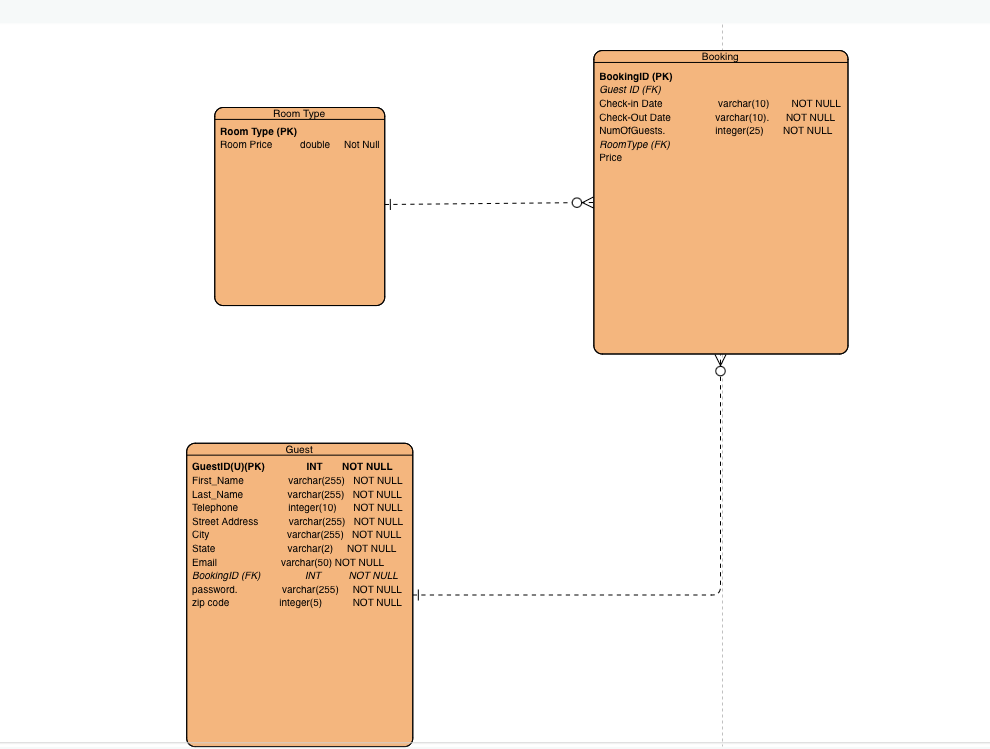 Booking
BookingID (PK)
Guest ID (FK)
Check-in Date varchar(10) NOT NULL
Check-Out Date varchar(10). NOT NULL
NumOfGuests. integer(25) NOT NULL
RoomType (FK)
Price
Room Type
Room Type (PK)
Room Price double Not Null
Guest
GuestID(U)(PK) INT NOT NULL
First_Name varchar(255) NOT NULL
Last_Name varchar(255) NOT NULL
Telephone integer(10) NOT NULL
Street Address varchar(255) NOT NULL
City varchar(255) NOT NULL
State varchar(2) NOT NULL
Email varchar(50) NOT NULL
BookingID (FK) INT NOT NULL
password. varchar(255) NOT NULL
zip code integer(5) NOT NULL